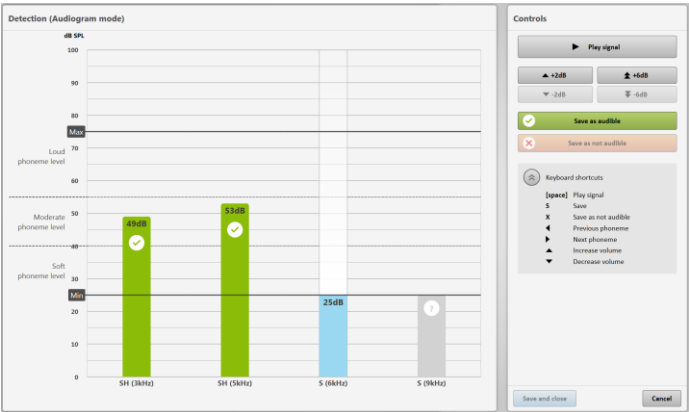 Detection (Audiogram mode)
dB SPL
100
90
80
Max
70
Loud
phoneme level
60
50
Moderate
phoneme level
40
Soft
phoneme level
30
Min
20
10
0
49dB
53dB
25dB
?
SH (3kHz)
SH (5kHz)
S (6kHz)
S (9kHz)
Controls
Play signal
+2dB
+6dB
-2dB
-6dB
Save as audible
Save as not audible
Keyboard shortcuts
[space] Play signal
S Save
X Save as not audible
Previous phoneme
Next phoneme
Increase volume
Decrease volume
Save and close
Cancel